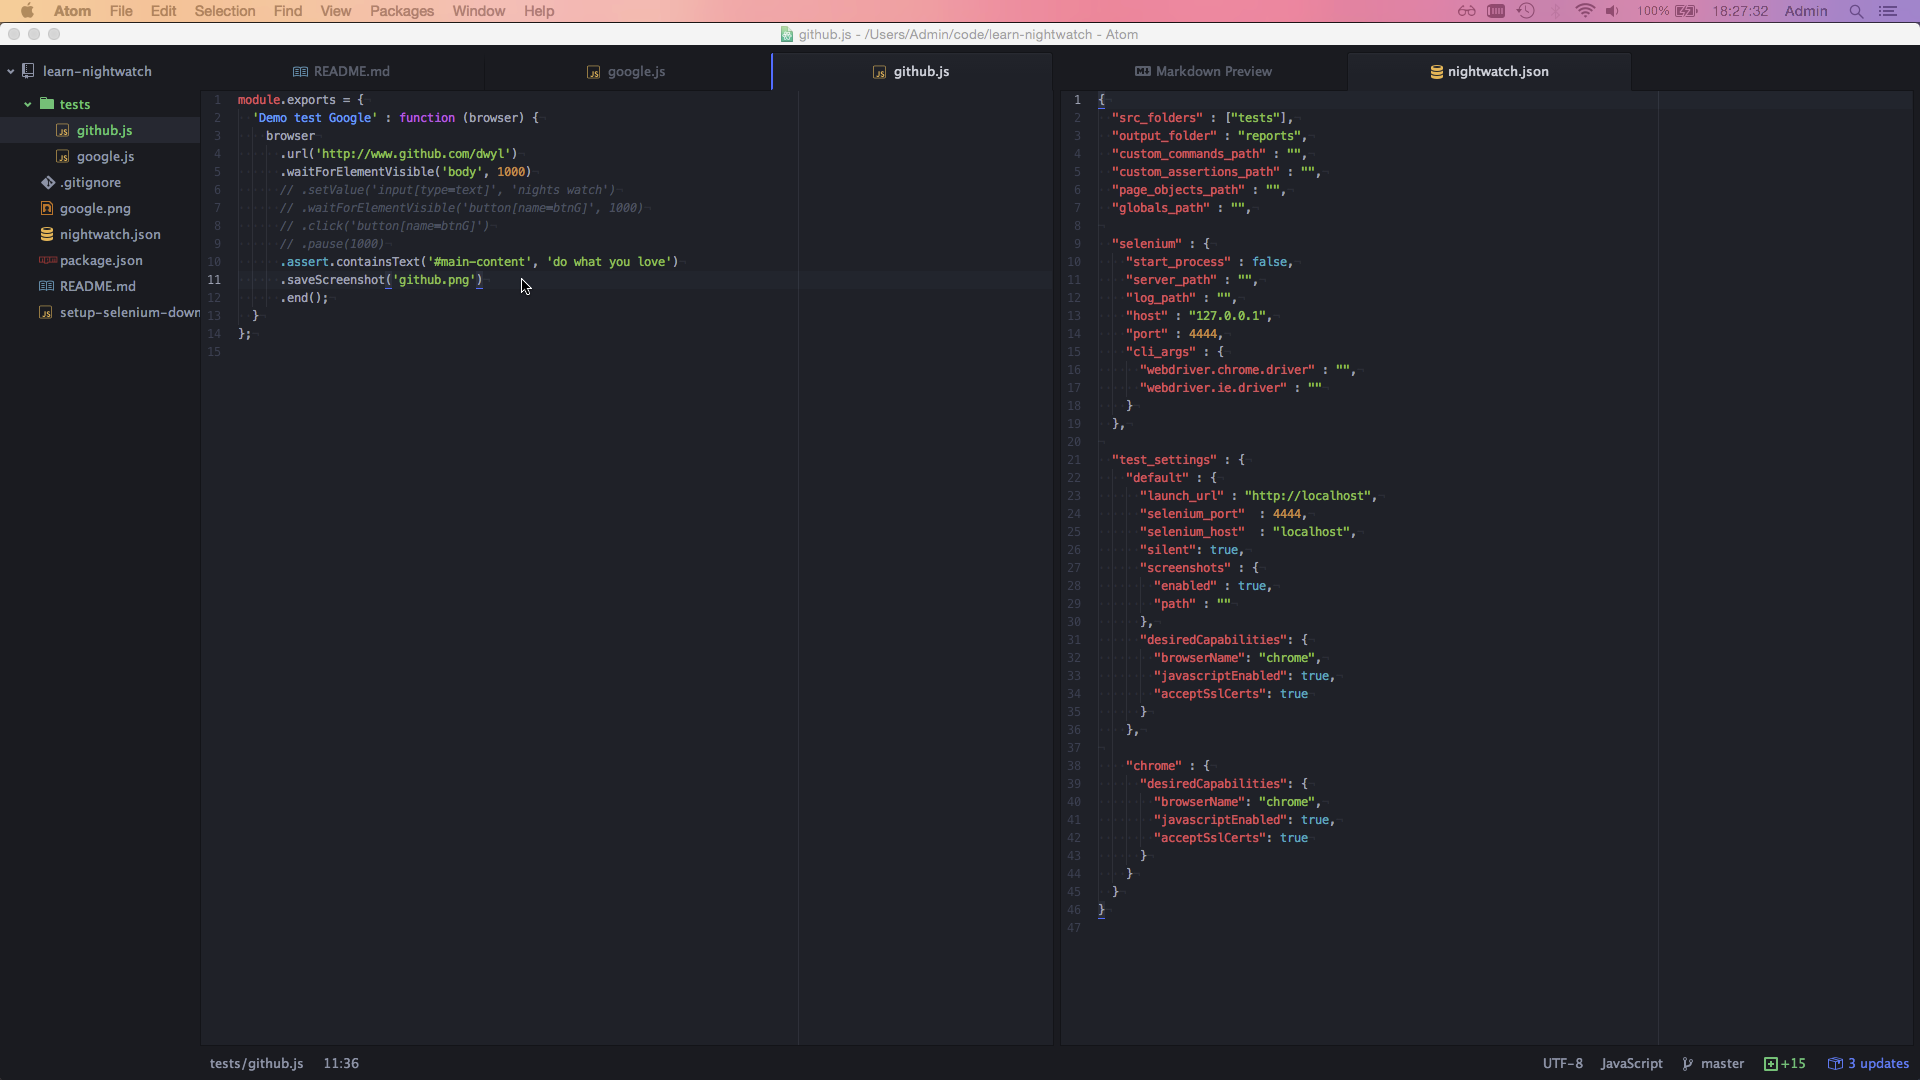 Atom File Edit Selection Find View Packages Window Help 100% 18:27:32 Admin
github.js - /Users/Admin/code/learn-nightwatch - Atom
learn-nightwatch
tests
github.js
google.js
.gitignore
google.png
nightwatch.json
package.json
README.md
setup-selenium-down
README.md google.js github.js
1 module.exports = {
2 'Demo test Google' : function (browser) {
3 browser
4 .url('http://www.github.com/dwyl')
5 .waitForElementVisible('body', 1000)
6 // .setValue('input[type=text]', 'nights watch')
7 // .waitForElementVisible('button[name=btnG]', 1000)
8 // .click('button[name=btnG]')
9 // .pause(1000)
10 .assert.containsText('#main-content', 'do what you love')
11 .saveScreenshot('github.png')
12 .end();
13 }
14 };
15
Markdown Preview nightwatch.json
1 {
2 "src_folders" : ["tests"],
3 "output_folder" : "reports",
4 "custom_commands_path" : "",
5 "custom_assertions_path" : "",
6 "page_objects_path" : "",
7 "globals_path" : "",
8
9 "selenium" : {
10 "start_process" : false,
11 "server_path" : "",
12 "log_path" : "",
13 "host" : "127.0.0.1",
14 "port" : 4444,
15 "cli_args" : {
16 "webdriver.chrome.driver" : "",
17 "webdriver.ie.driver" : ""
18 }
19 },
20
21 "test_settings" : {
22 "default" : {
23 "launch_url" : "http://localhost",
24 "selenium_port" : 4444,
25 "selenium_host" : "localhost",
26 "silent": true,
27 "screenshots" : {
28 "enabled" : true,
29 "path" : ""
30 },
31 "desiredCapabilities": {
32 "browserName": "chrome",
33 "javascriptEnabled": true,
34 "acceptSslCerts": true
35 }
36 },
37
38 "chrome" : {
39 "desiredCapabilities": {
40 "browserName": "chrome",
41 "javascriptEnabled": true,
42 "acceptSslCerts": true
43 }
44 }
45 }
46 }
47
tests/github.js 11:36 UTF-8 JavaScript master +15 3 updates